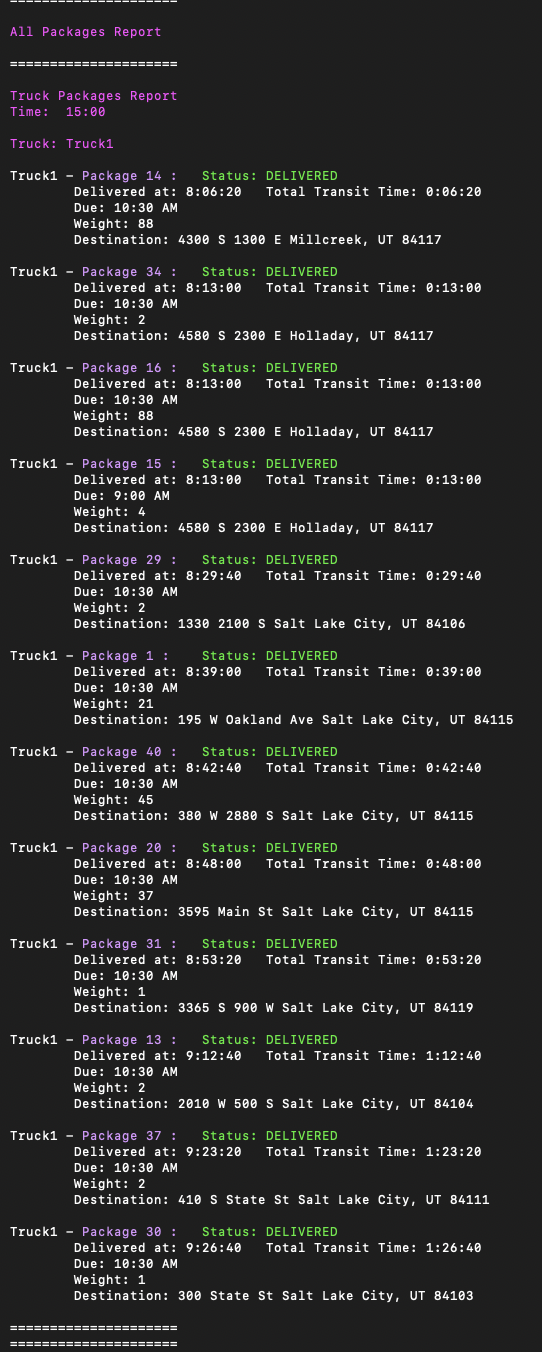 =====================
All Packages Report
=====================
Truck Packages Report
Time:  15:00
Truck: Truck1
Truck1 – Package 14 :   Status: DELIVERED
Delivered at: 8:06:20   Total Transit Time: 0:06:20
Due: 10:30 AM
Weight: 88
Destination: 4300 S 1300 E Millcreek, UT 84117
Truck1 – Package 34 :   Status: DELIVERED
Delivered at: 8:13:00   Total Transit Time: 0:13:00
Due: 10:30 AM
Weight: 2
Destination: 4580 S 2300 E Holladay, UT 84117
Truck1 – Package 16 :   Status: DELIVERED
Delivered at: 8:13:00   Total Transit Time: 0:13:00
Due: 10:30 AM
Weight: 88
Destination: 4580 S 2300 E Holladay, UT 84117
Truck1 – Package 15 :   Status: DELIVERED
Delivered at: 8:13:00   Total Transit Time: 0:13:00
Due: 9:00 AM
Weight: 4
Destination: 4580 S 2300 E Holladay, UT 84117
Truck1 – Package 29 :   Status: DELIVERED
Delivered at: 8:29:40   Total Transit Time: 0:29:40
Due: 10:30 AM
Weight: 2
Destination: 1330 2100 S Salt Lake City, UT 84106
Truck1 – Package 1 :    Status: DELIVERED
Delivered at: 8:39:00   Total Transit Time: 0:39:00
Due: 10:30 AM
Weight: 21
Destination: 195 W Oakland Ave Salt Lake City, UT 84115
Truck1 – Package 40 :   Status: DELIVERED
Delivered at: 8:42:40   Total Transit Time: 0:42:40
Due: 10:30 AM
Weight: 45
Destination: 380 W 2880 S Salt Lake City, UT 84115
Truck1 – Package 20 :   Status: DELIVERED
Delivered at: 8:48:00   Total Transit Time: 0:48:00
Due: 10:30 AM
Weight: 37
Destination: 3595 Main St Salt Lake City, UT 84115
Truck1 – Package 31 :   Status: DELIVERED
Delivered at: 8:53:20   Total Transit Time: 0:53:20
Due: 10:30 AM
Weight: 1
Destination: 3365 S 900 W Salt Lake City, UT 84119
Truck1 – Package 13 :   Status: DELIVERED
Delivered at: 9:12:40   Total Transit Time: 1:12:40
Due: 10:30 AM
Weight: 2
Destination: 2010 W 500 S Salt Lake City, UT 84104
Truck1 – Package 37 :   Status: DELIVERED
Delivered at: 9:23:20   Total Transit Time: 1:23:20
Due: 10:30 AM
Weight: 2
Destination: 410 S State St Salt Lake City, UT 84111
Truck1 – Package 30 :   Status: DELIVERED
Delivered at: 9:26:40   Total Transit Time: 1:26:40
Due: 10:30 AM
Weight: 1
Destination: 300 State St Salt Lake City, UT 84103
=====================
=====================